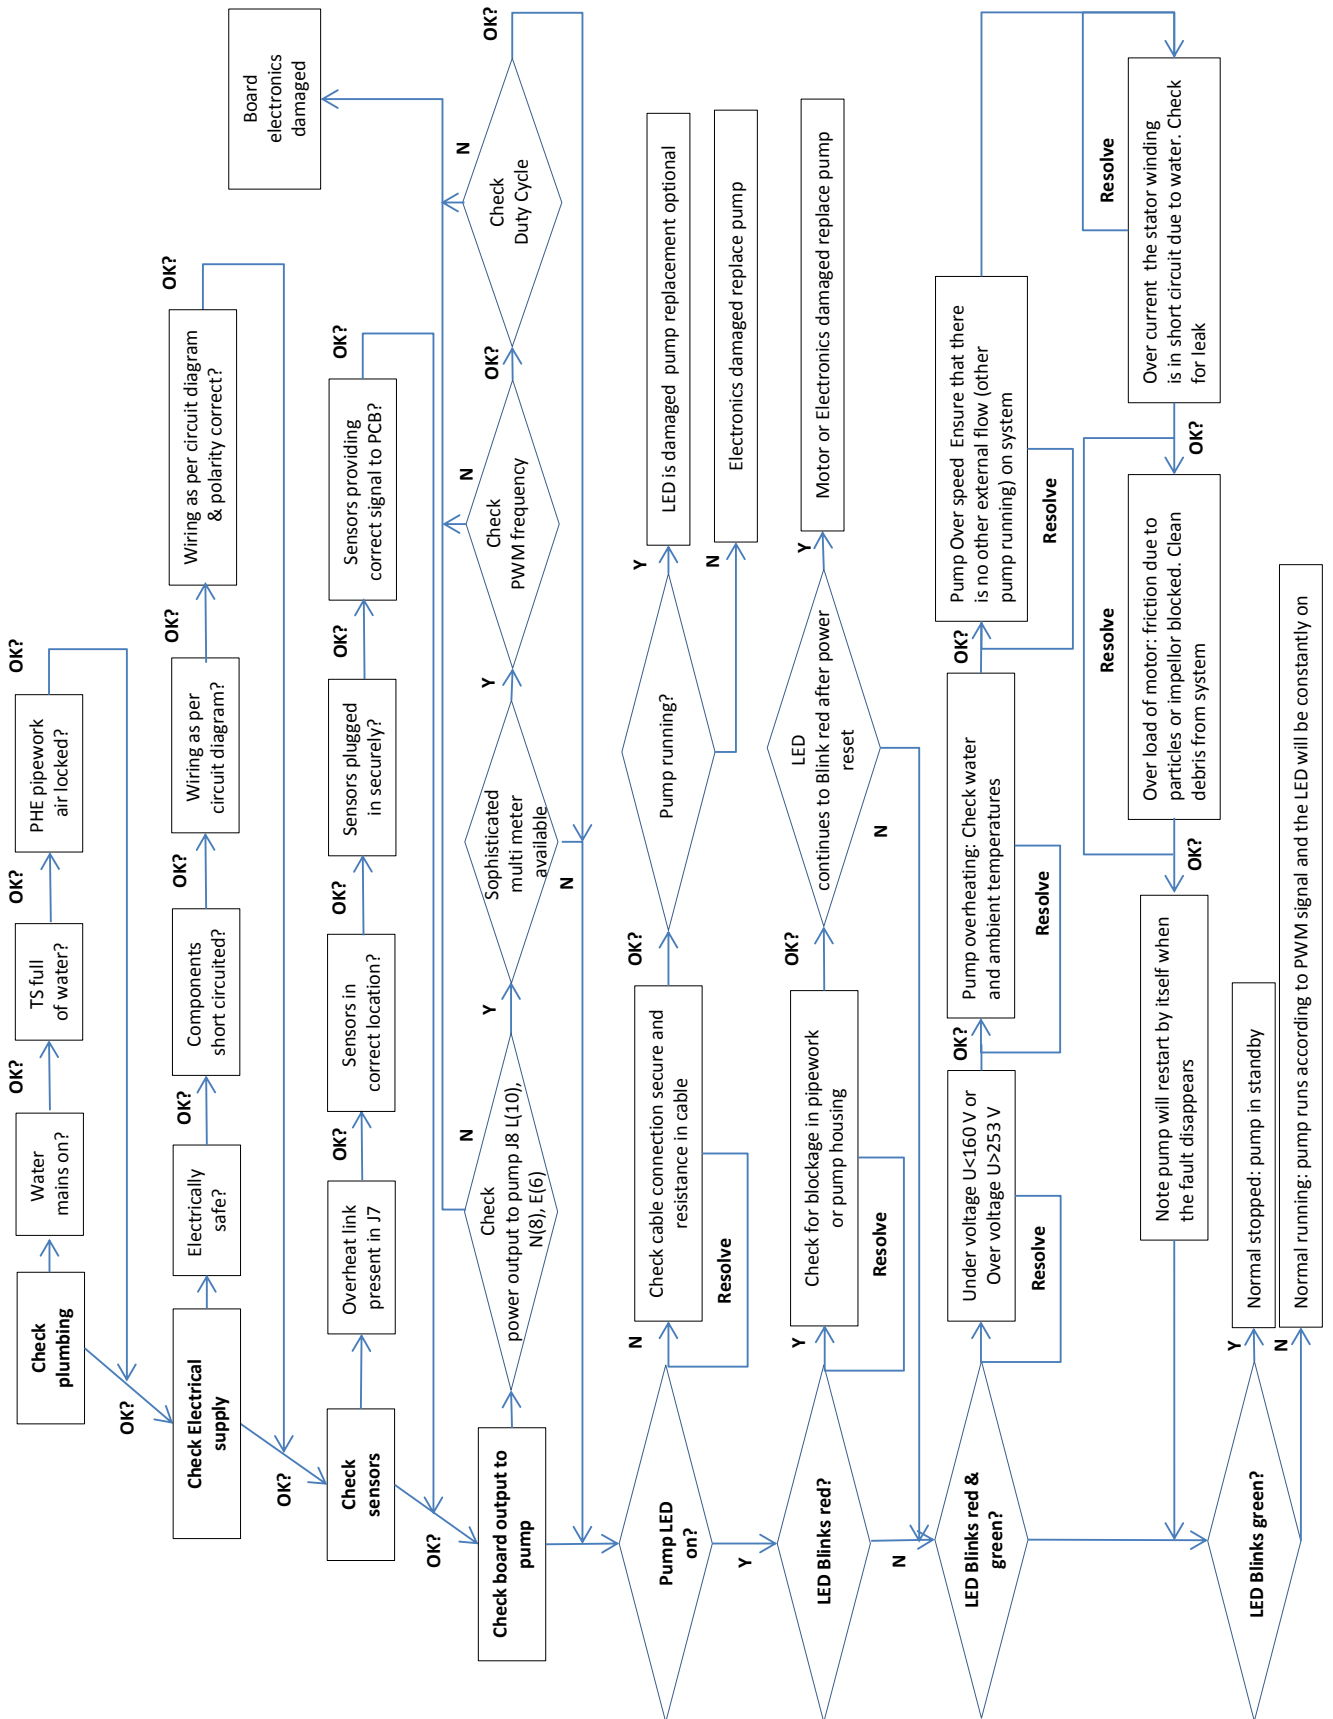 Check
plumbing
Water
mains on?
OK?
TS full
of water?
OK?
PHE pipework
air locked?
OK?
OK?
Check Electrical
supply
Electrically
safe?
OK?
Components
short circuited?
OK?
Wiring as per
circuit diagram?
OK?
Wiring as per circuit diagram
& polarity correct?
OK?
OK?
Check
sensors
Overheat link
present in J7
OK?
Sensors in
correct location?
OK?
Sensors plugged
in securely?
OK?
Sensors providing
correct signal to PCB?
OK?
OK?
Check board output to
pump
Check
power output to pump J8 L(10),
N(8), E(6)
N
Y
Sophisticated
multi meter
available
N
Y
Check
PWM frequency
N
OK?
Check
Duty Cycle
N
OK?
Board
electronics
damaged
Pump LED
on?
N
Check cable connection secure and
resistance in cable
Resolve
OK?
Pump running?
Y
LED is damaged pump replacement optional
N
Electronics damaged replace pump
Y
LED Blinks red?
Y
Check for blockage in pipework
or pump housing
Resolve
OK?
LED
continues to Blink red after power
reset
Y
Motor or Electronics damaged replace pump
N
N
LED Blinks red &
green?
Under voltage U<160 V or
Over voltage U>253 V
Resolve
OK?
Pump overheating: Check water
and ambient temperatures
Resolve
OK?
Pump Over speed Ensure that there
is no other external flow (other
pump running) on system
Resolve
Over current the stator winding
is in short circuit due to water. Check
for leak
Resolve
OK?
Over load of motor: friction due to
particles or impellor blocked. Clean
debris from system
Resolve
OK?
Note pump will restart by itself when
the fault disappears
LED Blinks green?
Y
Normal stopped: pump in standby
N
Normal running: pump runs according to PWM signal and the LED will be constantly on